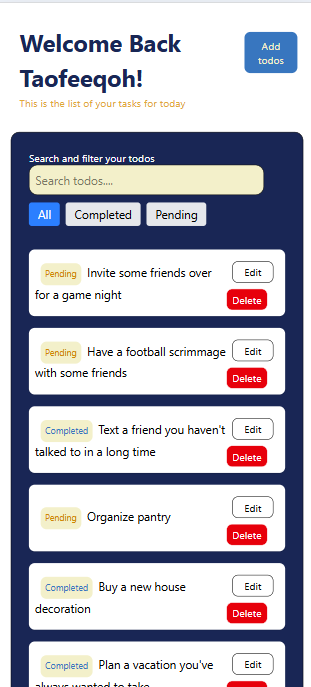 Welcome Back
Taofeeqoh!
Add
todos
This is the list of your tasks for today
Search and filter your todos
Search todos....
All Completed Pending
Pending Invite some friends over
for a game night
Edit
Delete
Pending Have a football scrimmage
with some friends
Edit
Delete
Completed Text a friend you haven't
talked to in a long time
Edit
Delete
Pending Organize pantry
Edit
Delete
Completed Buy a new house
decoration
Edit
Delete
Completed Plan a vacation you've
always wanted to take
Edit